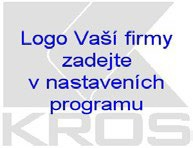 Logo Vaší firmy
zadejte
v nastaveních
programu
KROS